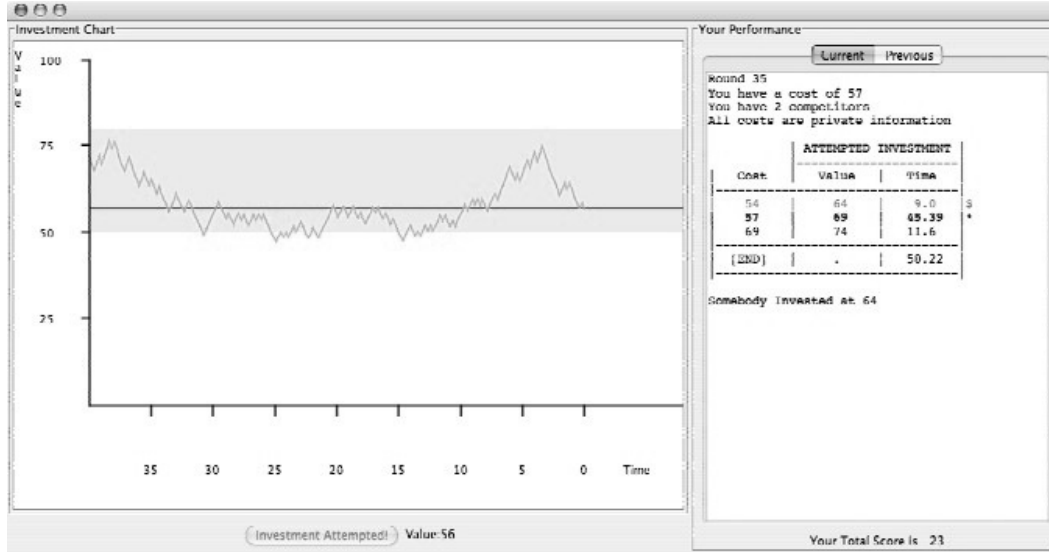 Investment Chart
Value
100
75
50
25
35 30 25 20 15 10 5 0 Time
Investment Attempted! Value:56
Your Performance
Current Previous
Round 35
You have a cost of 57
You have 2 competitors
All costs are private information
ATTEMPTED INVESTMENT
Cost | Value | Time
54 | 64 | 9.0 | $
57 | 69 | 45.39 | *
69 | 74 | 11.6
[END] | . | 50.22
Somebody Invested at 64
Your Total Score is 23